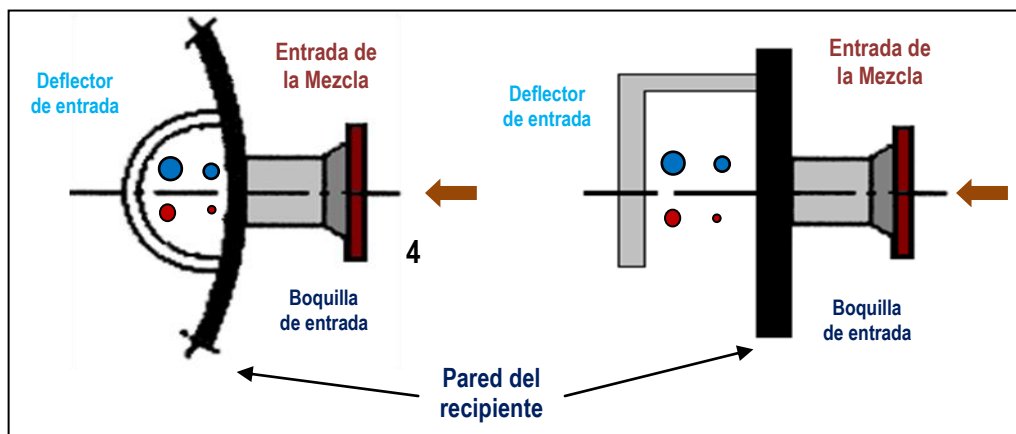 Entrada de
la Mezcla
Deflector
de entrada
4
Boquilla
de entrada
Entrada de
la Mezcla
Deflector
de entrada
Boquilla
de entrada
Pared del
recipiente